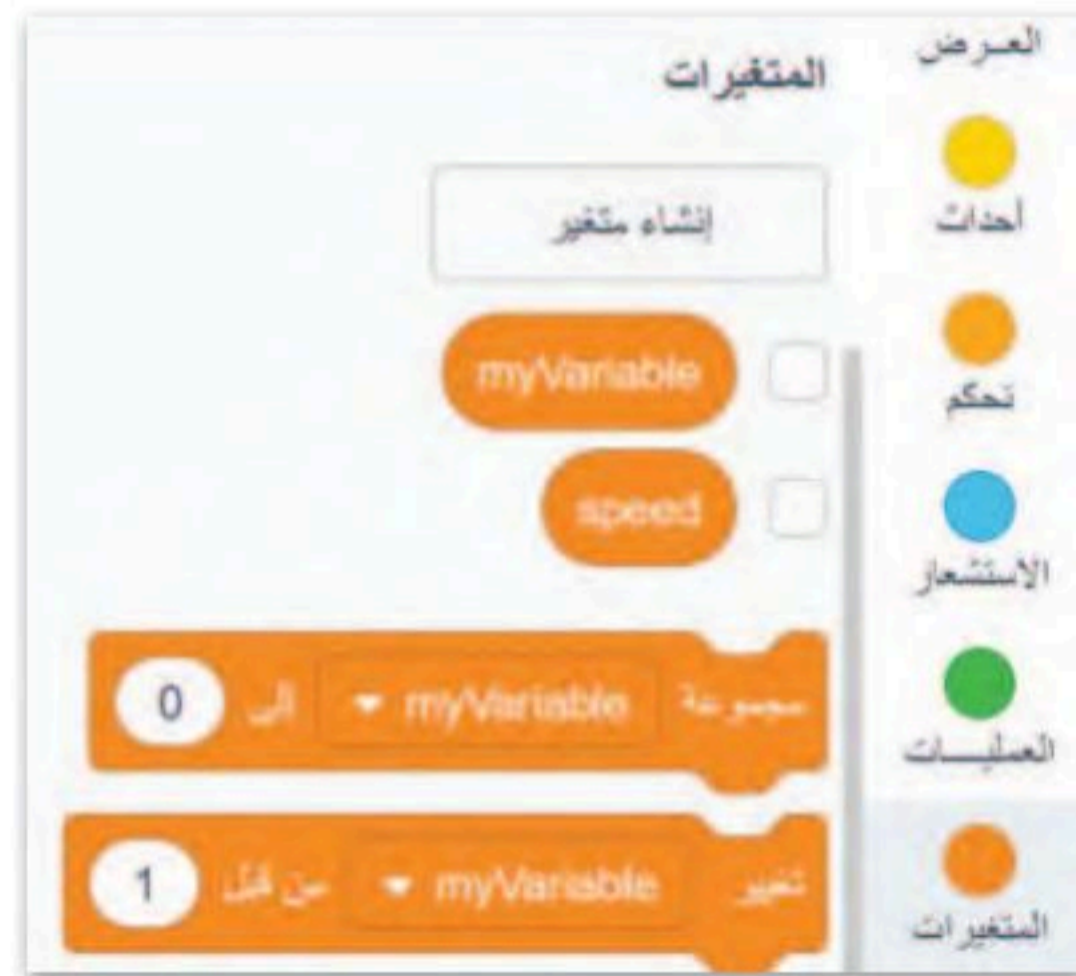 العرض
أحداث
تحكم
الاستشعار
العمليات
المتغيرات
المتغيرات
إنشاء متغير
myVariable
speed
مجموعة myVariable إلى 0
تغيير myVariable من قبل 1